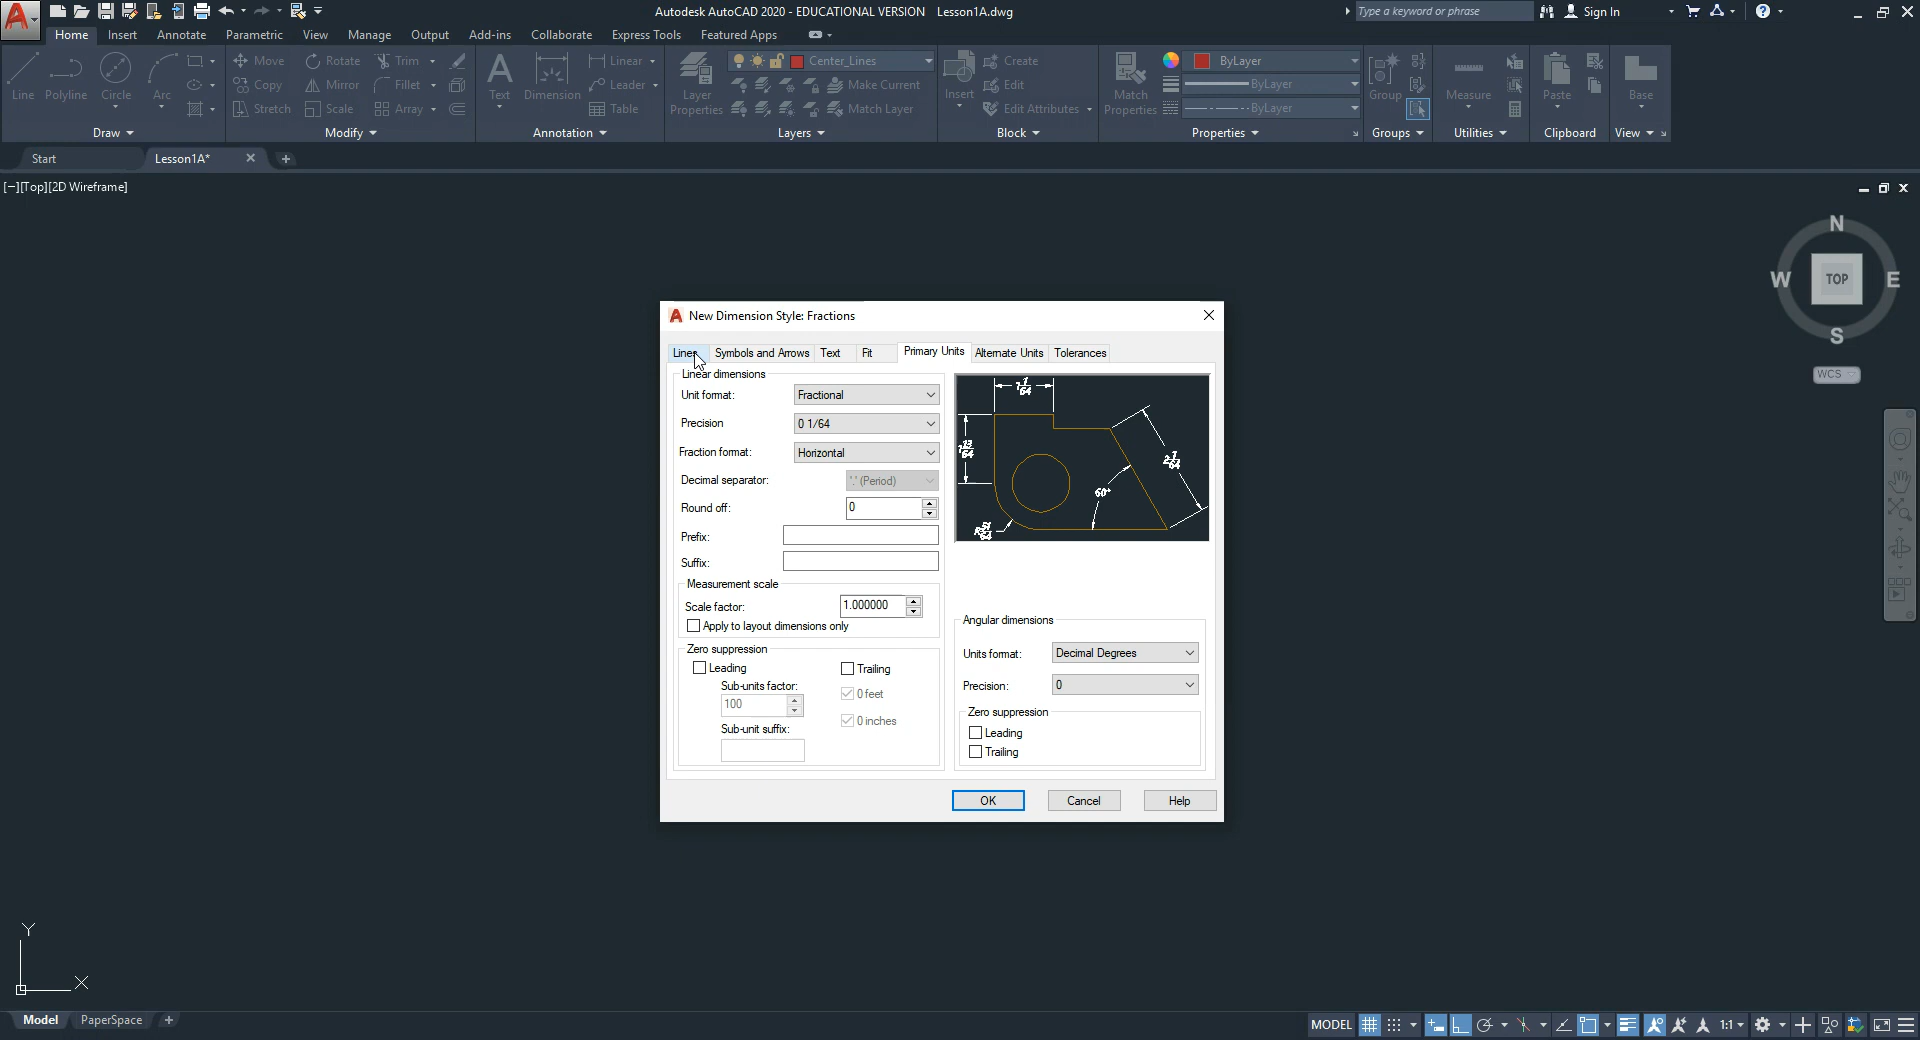 Autodesk AutoCAD 2020 - EDUCATIONAL VERSION Lesson1A.dwg
Type a keyword or phrase
Sign In
Home Insert Annotate Parametric View Manage Output Add-ins Collaborate Express Tools Featured Apps
Line Polyline Circle Arc
Draw
Move Rotate Trim
Copy Mirror Fillet
Stretch Scale Array
Modify
Text Dimension
Linear
Leader
Table
Annotation
Layer Properties
Center_Lines
Make Current
Match Layer
Layers
Insert
Create
Edit
Edit Attributes
Block
Match Properties
ByLayer
ByLayer
ByLayer
Properties
Group
Groups
Measure
Utilities
Paste
Clipboard
Base
View
Start
Lesson1A*
[−][Top][2D Wireframe]
N
W TOP E
S
WCS
New Dimension Style: Fractions
Lines Symbols and Arrows Text Fit Primary Units Alternate Units Tolerances
Linear dimensions
Unit format: Fractional
Precision 0 1/64
Fraction format: Horizontal
Decimal separator: '.' (Period)
Round off: 0
Prefix:
Suffix:
Measurement scale
Scale factor: 1.000000
Apply to layout dimensions only
Zero suppression
Leading
Trailing
Sub-units factor:
100
0 feet
Sub-unit suffix:
0 inches
60°
Angular dimensions
Units format: Decimal Degrees
Precision: 0
Zero suppression
Leading
Trailing
OK Cancel Help
Y
X
Model PaperSpace
MODEL
1:1